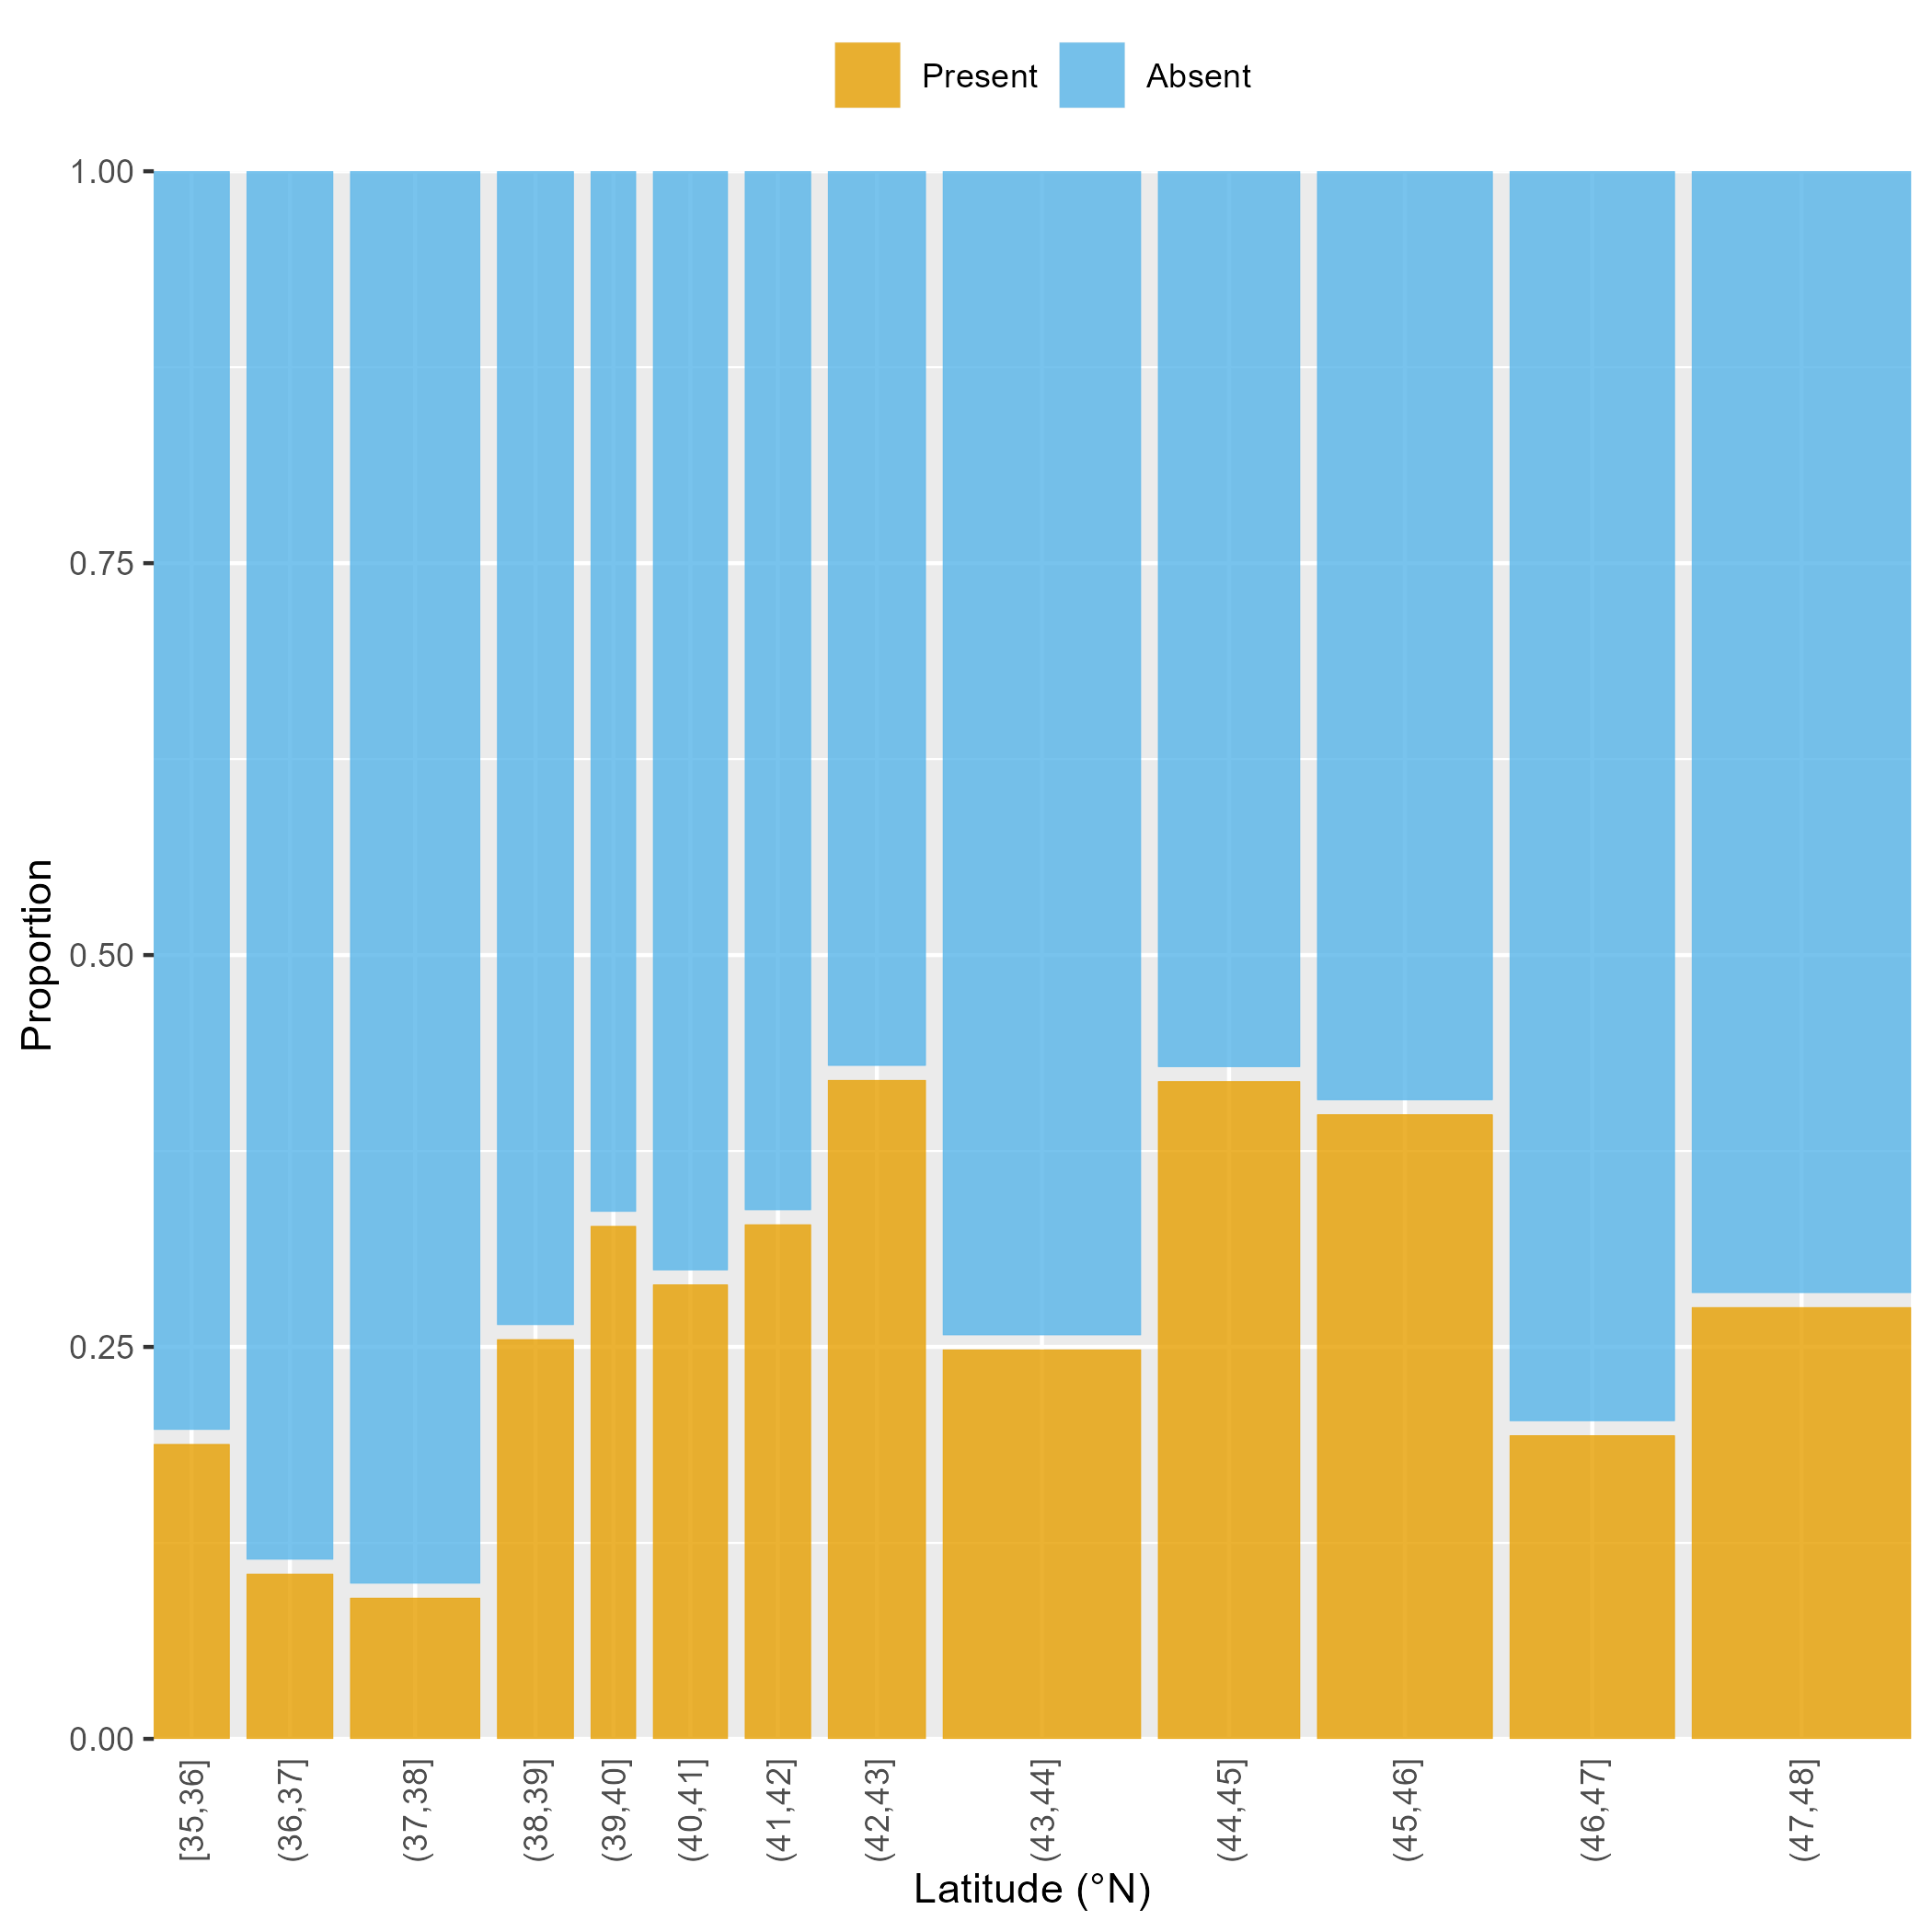 Present Absent
1.00
0.75
0.50
0.25
0.00
Proportion
[35,36] (36,37] (37,38] (38,39] (39,40] (40,41] (41,42] (42,43] (43,44] (44,45] (45,46] (46,47] (47,48]
Latitude (°N)